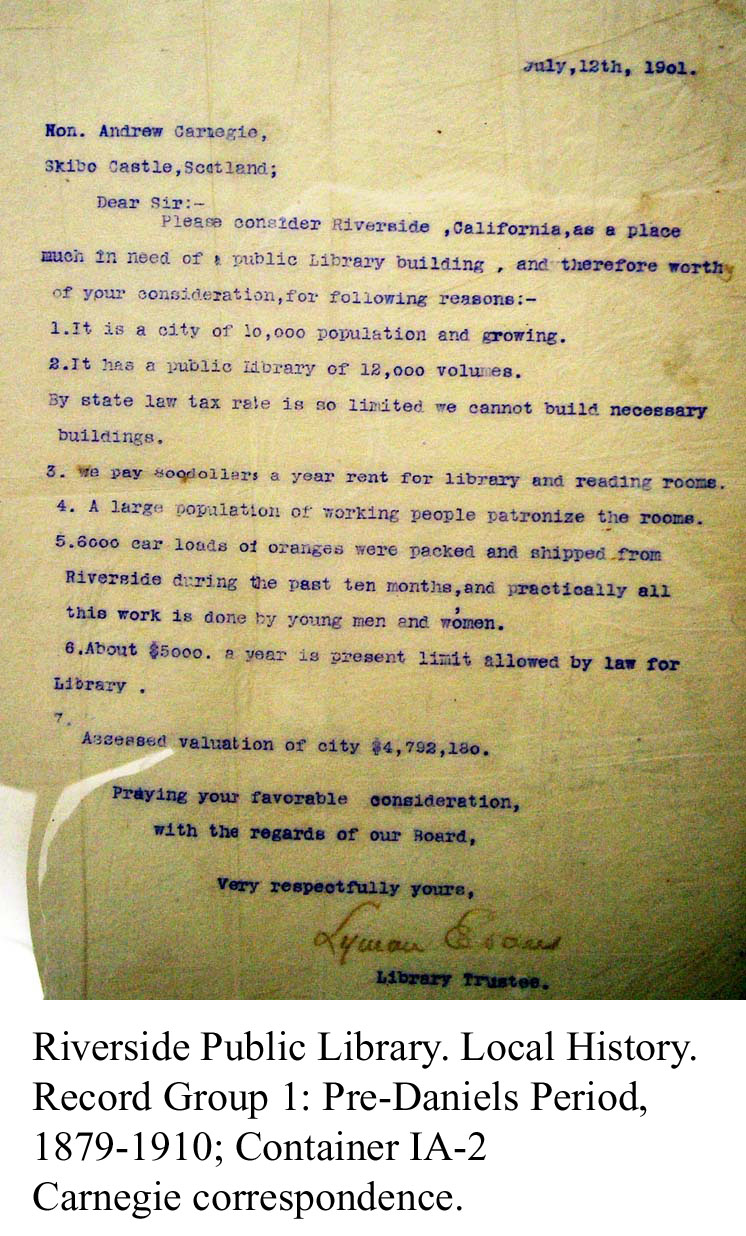 July,12th, 1901.
Hon. Andrew Carnegie,
Skibo Castle,Scotland;
Dear Sir:-
Please consider Riverside ,California,as a place
much in need of a public Library building , and therefore worthy
of your consideration,for following reasons:-
1.It is a city of 10,000 population and growing.
2.It has a public Library of 12,000 volumes.
By state law tax rate is so limited we cannot build necessary
buildings.
3. We pay 800dollars a year rent for library and reading rooms.
4. A large population of working people patronize the rooms.
5.6000 car loads of oranges were packed and shipped from
Riverside during the past ten months,and practically all
this work is done by young men and women.
6.About $5000. a year is present limit allowed by law for
Library .
7.
Assessed valuation of city $4,792,180.
Praying your favorable consideration,
with the regards of our Board,
Very respectfully yours,
Lyman Evans
Library Trustee.
Riverside Public Library. Local History.
Record Group 1: Pre-Daniels Period,
1879-1910; Container IA-2
Carnegie correspondence.